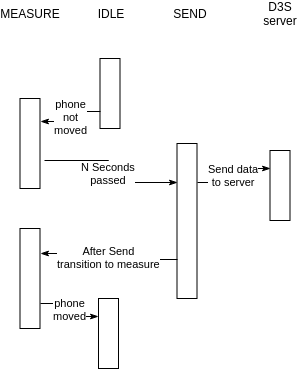 MEASURE
IDLE
SEND
D3S
server
phone
not
moved
N Seconds
passed
Send data
to server
After Send
transition to measure
phone
moved